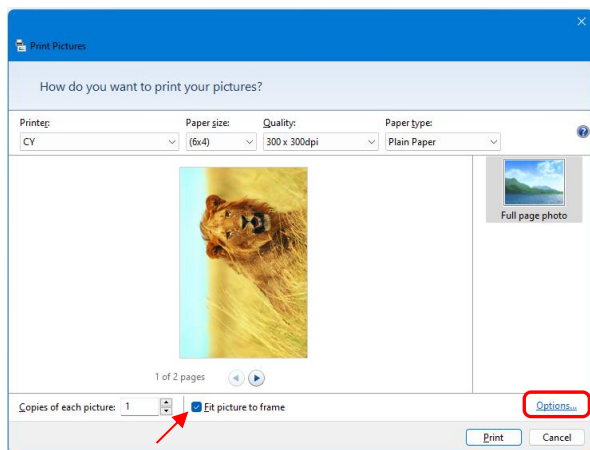 Print Pictures
How do you want to print your pictures?
Printer: Paper size: Quality: Paper type:
CY (6x4) 300 x 300dpi Plain Paper
Full page photo
1 of 2 pages
Copies of each picture: 1 Fit picture to frame Options...
Print Cancel